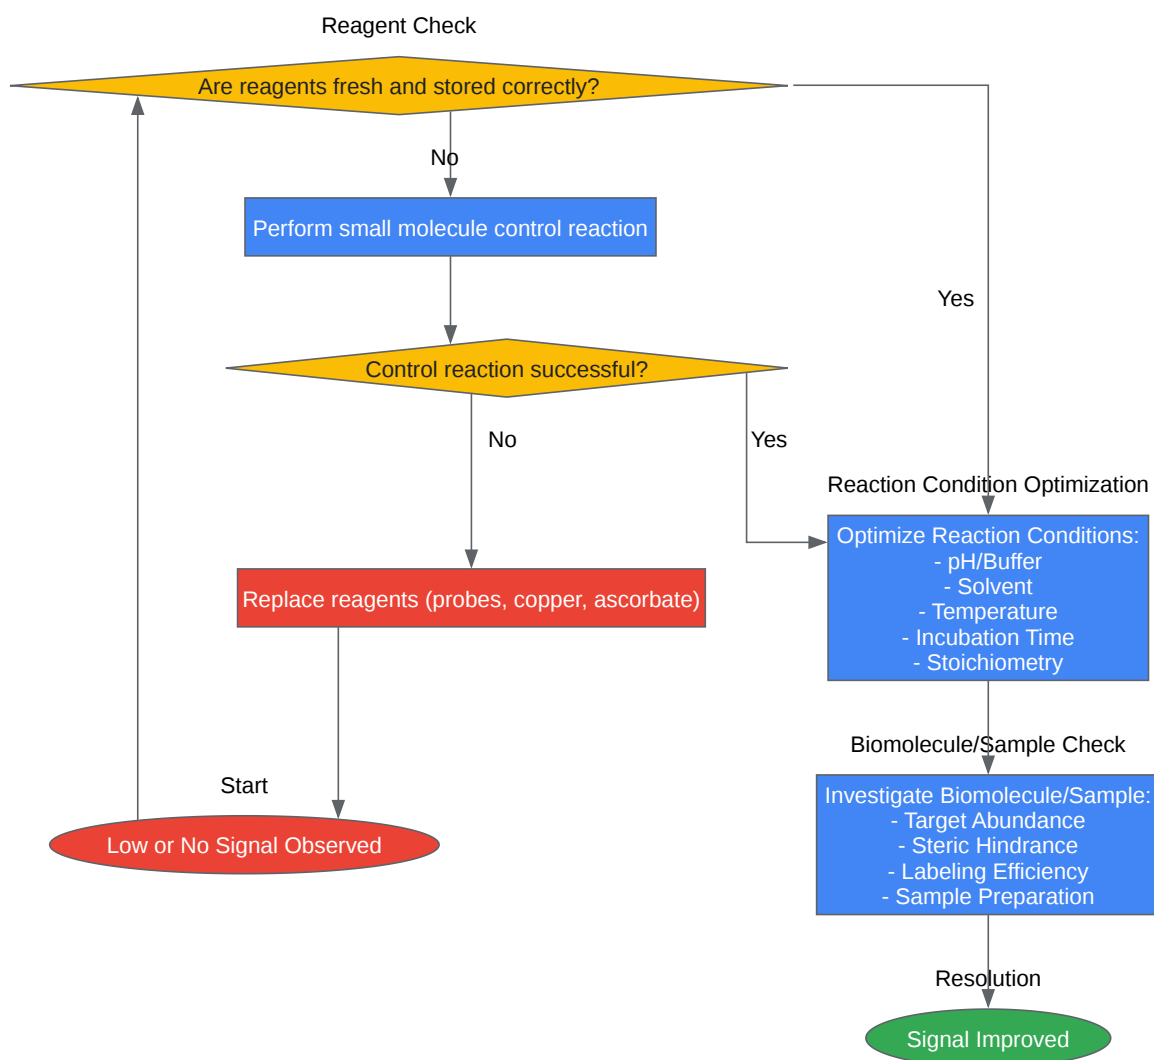 Reagent Check
Are reagents fresh and stored correctly?
No
Perform small molecule control reaction
Yes
Control reaction successful?
No
Yes
Reaction Condition Optimization
Optimize Reaction Conditions:
- pH/Buffer
- Solvent
- Temperature
- Incubation Time
- Stoichiometry
Replace reagents (probes, copper, ascorbate)
Biomolecule/Sample Check
Start
Investigate Biomolecule/Sample:
- Target Abundance
- Steric Hindrance
- Labeling Efficiency
- Sample Preparation
Low or No Signal Observed
Resolution
Signal Improved